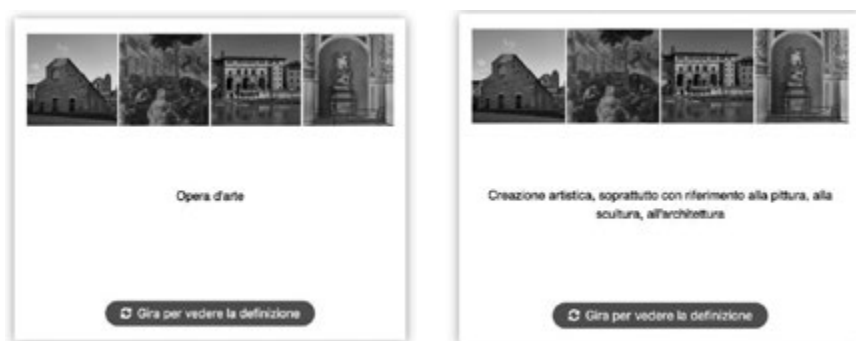 Opera d'arte
Gira per vedere la definizione
Creazione artistica, soprattutto con riferimento alla pittura, alla
scultura, all'architettura
Gira per vedere la definizione